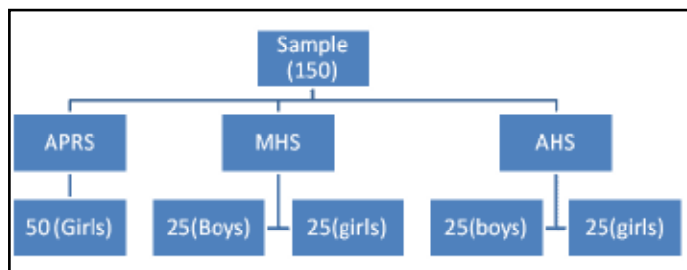 Sample
(150)
APRS
MHS
AHS
50(Girls)
25(Boys)
25(girls)
25(boys)
25(girls)